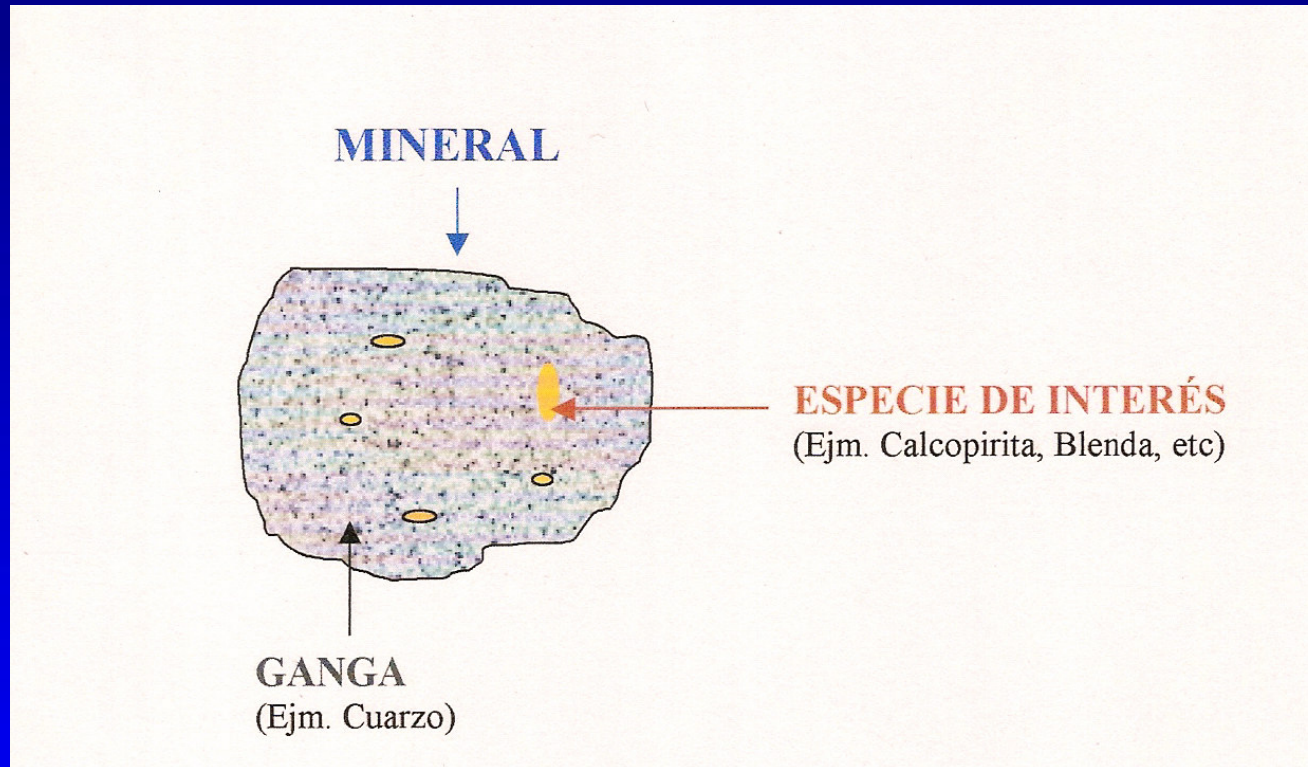 MINERAL
ESPECIE DE INTERÉS
(Ejm. Calcopirita, Blenda, etc)
GANGA
(Ejm. Cuarzo)